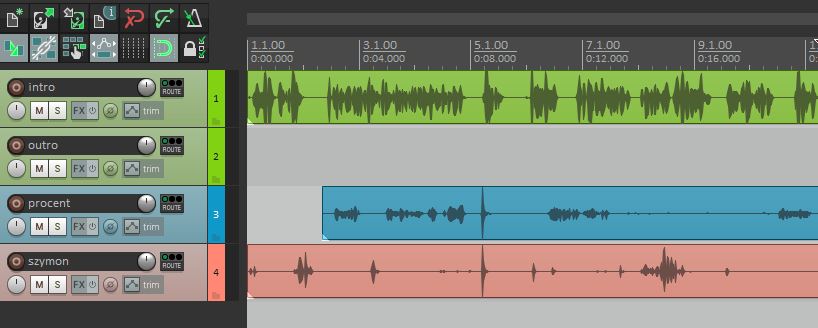 1.1.00 3.1.00 5.1.00 7.1.00 9.1.00
0:00.000 0:04.000 0:08.000 0:12.000 0:16.000
intro ROUTE 1
M S FX trim
outro ROUTE 2
M S FX trim
procent ROUTE 3
M S FX trim
szymon ROUTE 4
M S FX trim